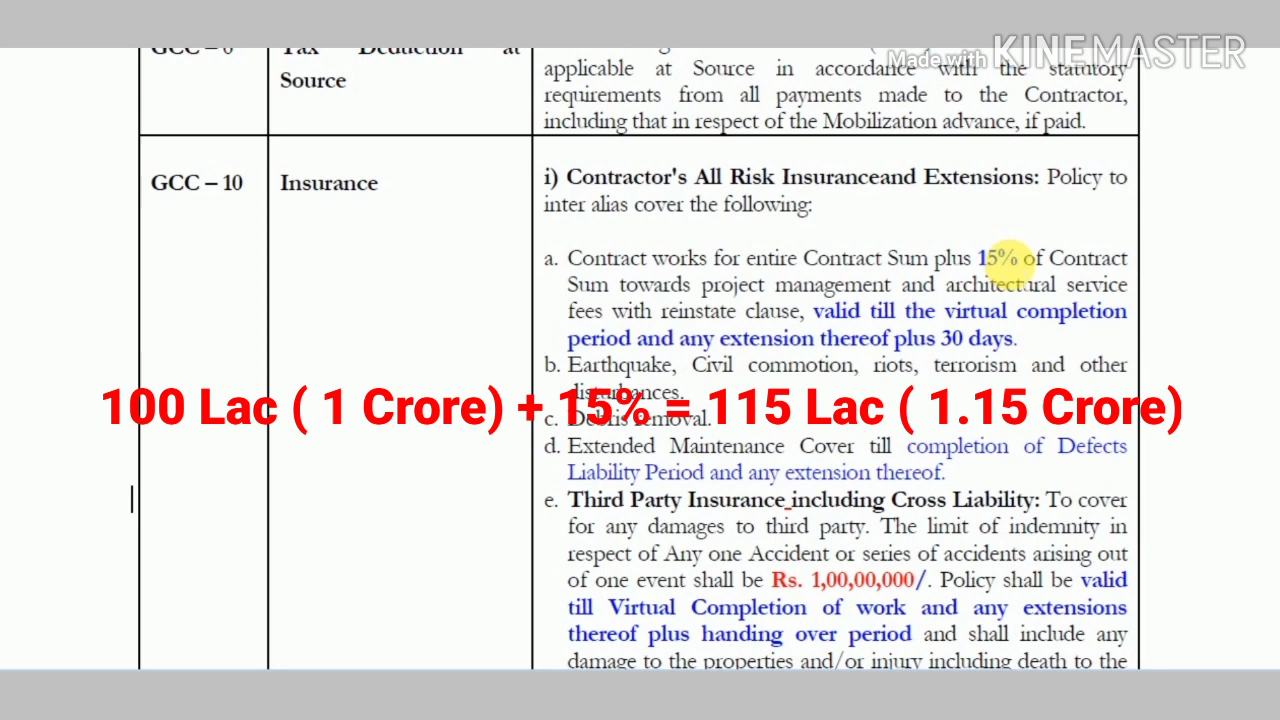 Made with KINEMASTER
Tax Deduction at
Source
applicable at Source in accordance with the statutory
requirements from all payments made to the Contractor,
including that in respect of the Mobilization advance, if paid.
GCC – 10
Insurance
i) Contractor's All Risk Insuranceand Extensions: Policy to
inter alias cover the following:
a. Contract works for entire Contract Sum plus 15% of Contract
Sum towards project management and architectural service
fees with reinstate clause, valid till the virtual completion
period and any extension thereof plus 30 days.
b. Earthquake, Civil commotion, riots, terrorism and other
disturbances.
100 Lac ( 1 Crore) + 15% = 115 Lac ( 1.15 Crore)
c. Debris removal.
d. Extended Maintenance Cover till completion of Defects
Liability Period and any extension thereof.
e. Third Party Insurance including Cross Liability: To cover
for any damages to third party. The limit of indemnity in
respect of Any one Accident or series of accidents arising out
of one event shall be Rs. 1,00,00,000/. Policy shall be valid
till Virtual Completion of work and any extensions
thereof plus handing over period and shall include any
damage to the properties and/or injury including death to the